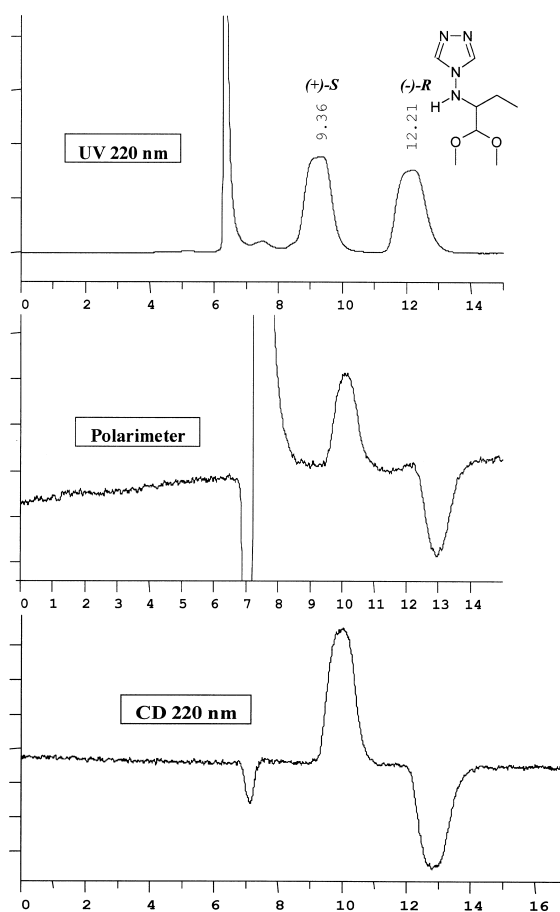 N N
N
N
H
O O
(+)-S
(-)-R
9.36
12.21
UV 220 nm
0 2 4 6 8 10 12 14
Polarimeter
0 1 2 3 4 5 6 7 8 9 10 11 12 13 14
CD 220 nm
0 2 4 6 8 10 12 14 16